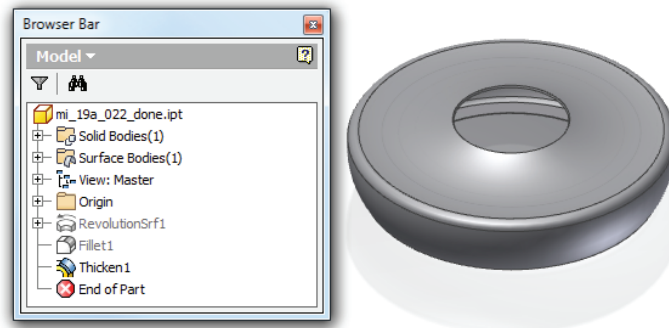 Browser Bar
Model
mi_19a_022_done.ipt
Solid Bodies(1)
Surface Bodies(1)
View: Master
Origin
RevolutionSrf1
Fillet1
Thicken1
End of Part